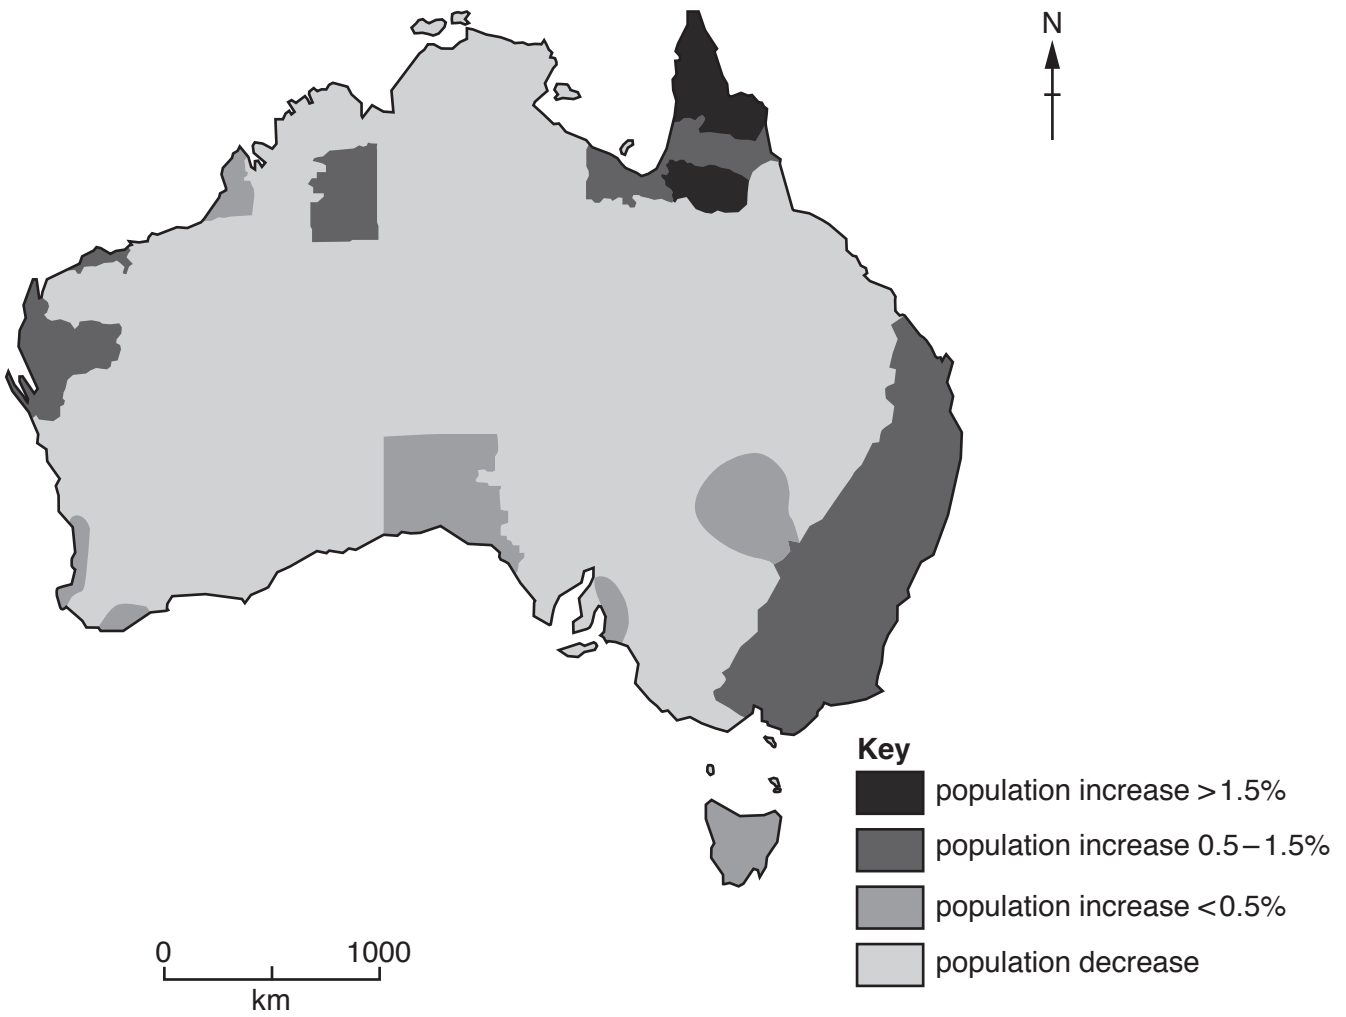 N
Key
population increase >1.5%
population increase 0.5–1.5%
population increase <0.5%
population decrease
0 1000
km